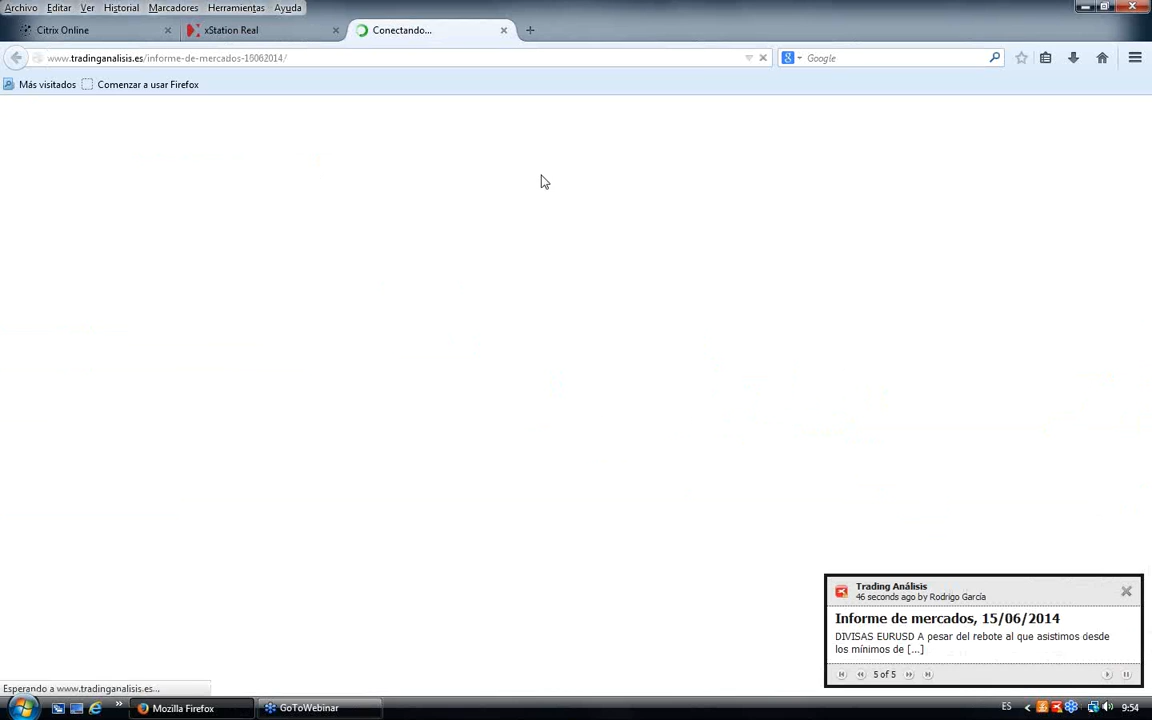 Archivo Editar Ver Historial Marcadores Herramientas Ayuda
Citrix Online
xStation Real
Conectando...
www.tradinganalisis.es/informe-de-mercados-15062014/
Google
Más visitados
Comenzar a usar Firefox
Trading Análisis
46 seconds ago by Rodrigo García
Informe de mercados, 15/06/2014
DIVISAS EURUSD A pesar del rebote al que asistimos desde
los mínimos de [...]
5 of 5
Esperando a www.tradinganalisis.es...
Mozilla Firefox
GoToWebinar
ES
9:54